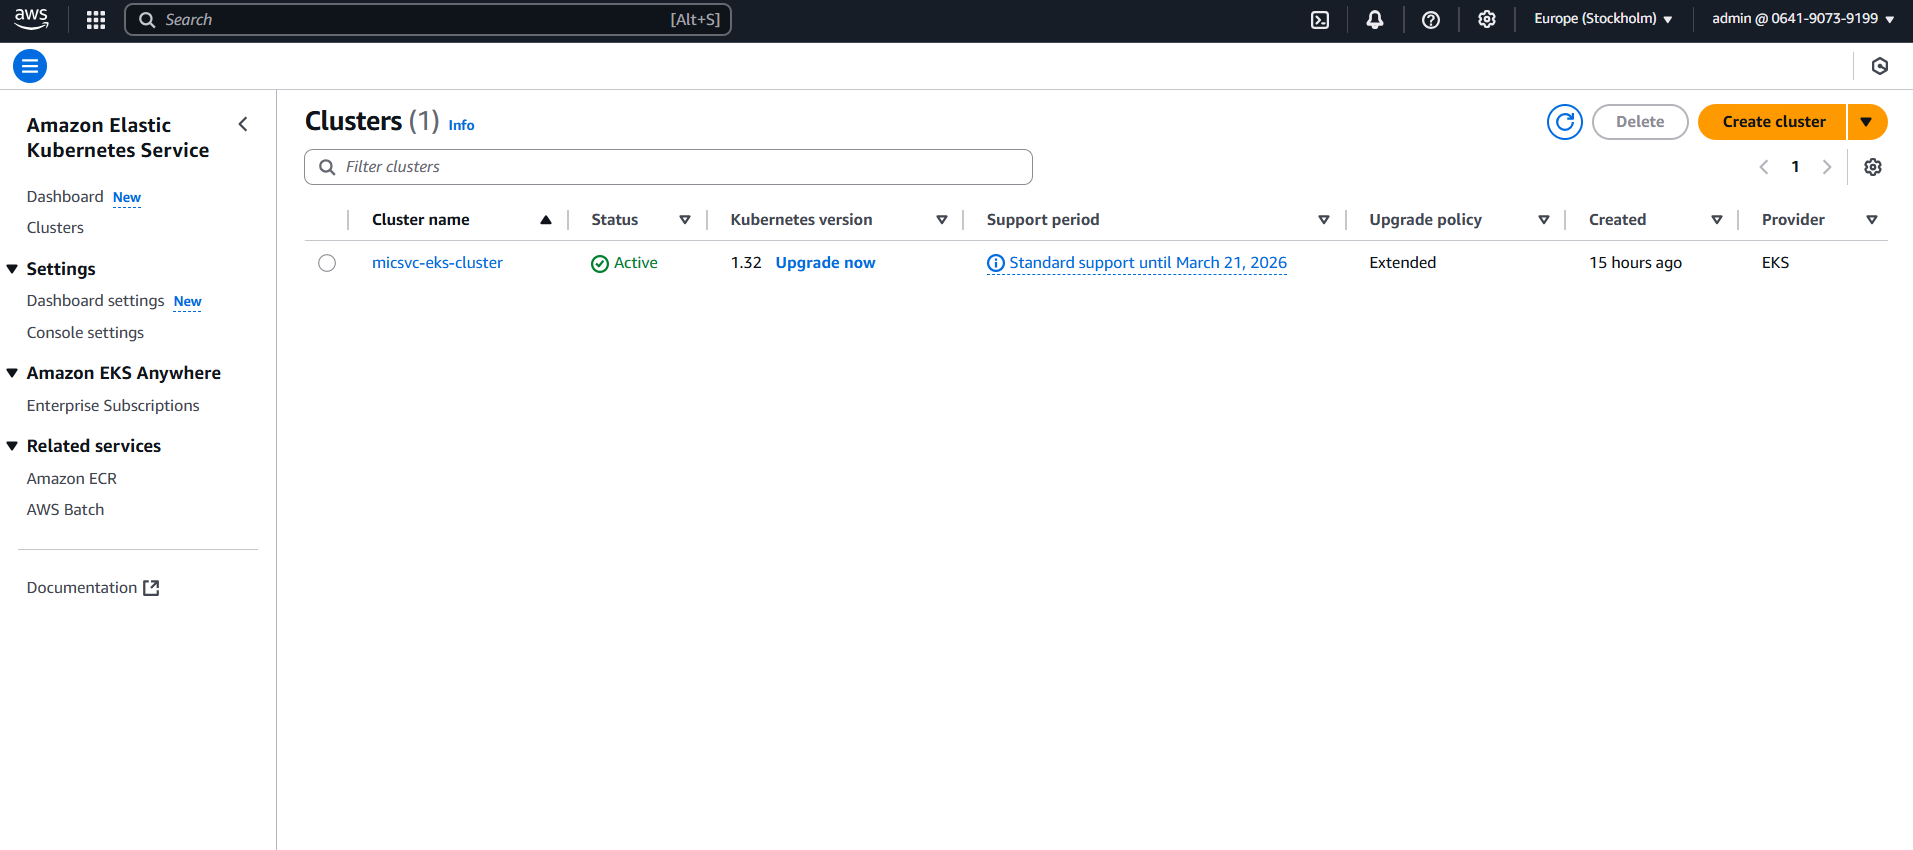 aws
Search [Alt+S]
Europe (Stockholm)
admin @ 0641-9073-9199
Amazon Elastic
Kubernetes Service
Dashboard New
Clusters
Settings
Dashboard settings New
Console settings
Amazon EKS Anywhere
Enterprise Subscriptions
Related services
Amazon ECR
AWS Batch
Documentation
Clusters (1) Info
Delete
Create cluster
Filter clusters
1
Cluster name Status Kubernetes version Support period Upgrade policy Created Provider
micsvc-eks-cluster Active 1.32 Upgrade now Standard support until March 21, 2026 Extended 15 hours ago EKS